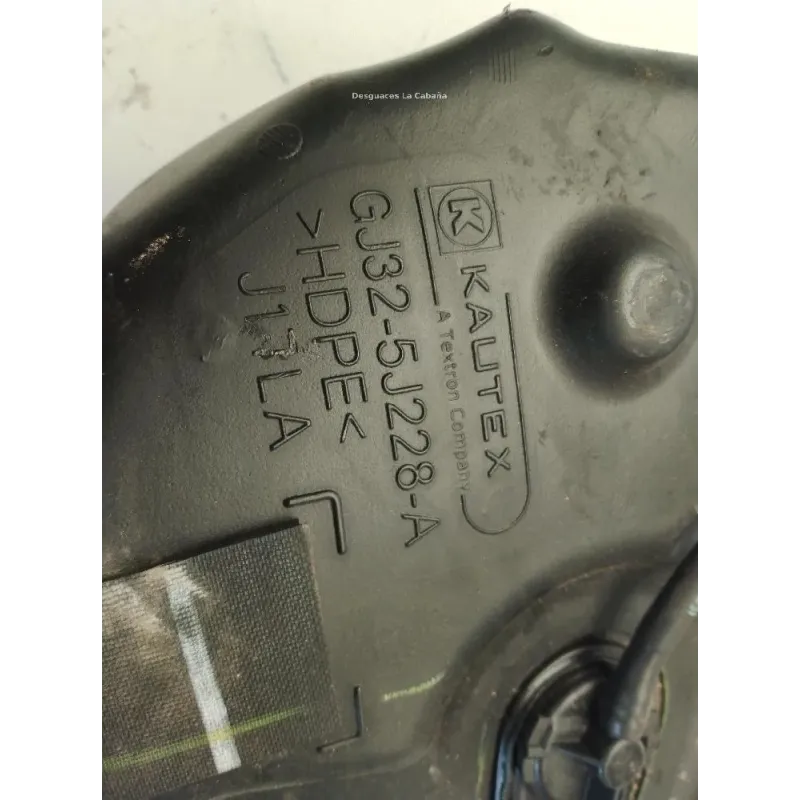 Desguaces La Cabaña
K KAUTEX
A Textron Company
GJ32-5J228-A
>HDPE<
LA